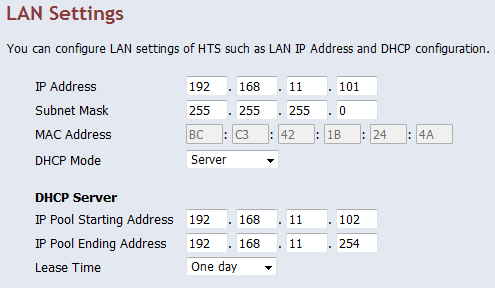 LAN Settings
You can configure LAN settings of HTS such as LAN IP Address and DHCP configuration.
IP Address 192 . 168 . 11 . 101
Subnet Mask 255 . 255 . 255 . 0
MAC Address BC : C3 : 42 : 1B : 24 : 4A
DHCP Mode Server
DHCP Server
IP Pool Starting Address 192 . 168 . 11 . 102
IP Pool Ending Address 192 . 168 . 11 . 254
Lease Time One day